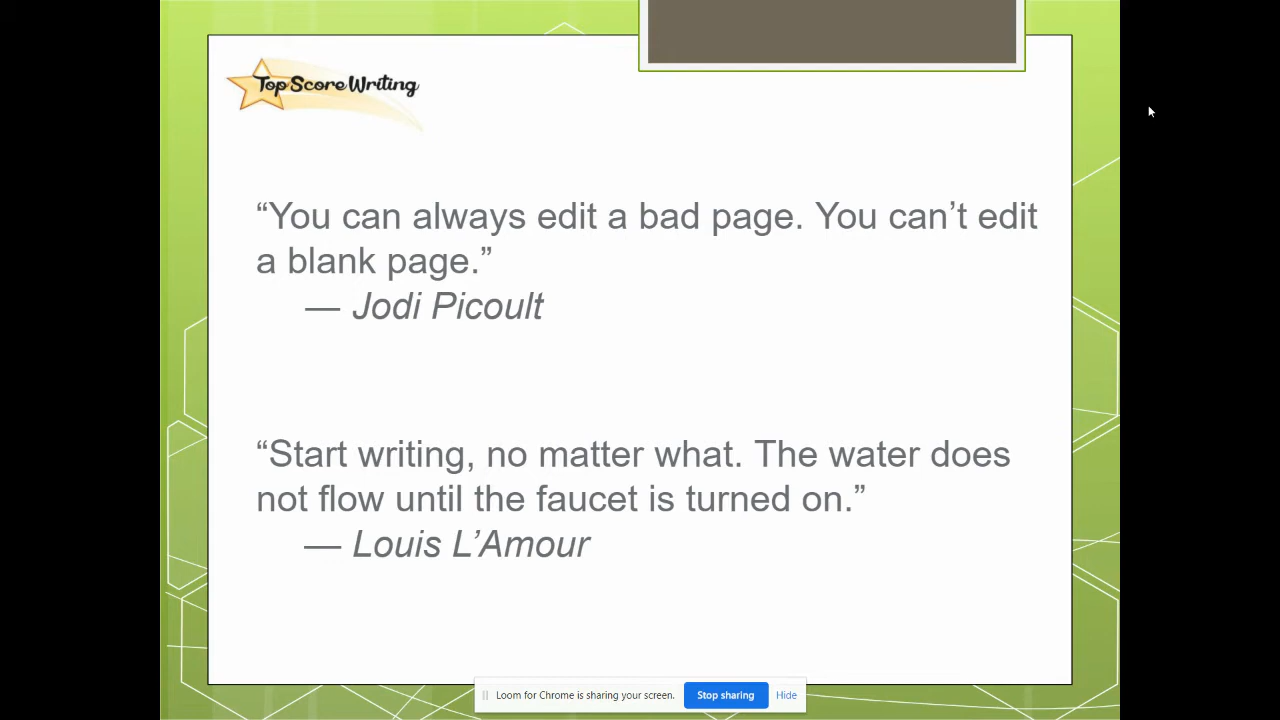 Top Score Writing
“You can always edit a bad page. You can’t edit
a blank page.”
— Jodi Picoult
“Start writing, no matter what. The water does
not flow until the faucet is turned on.”
— Louis L’Amour
Loom for Chrome is sharing your screen. Stop sharing Hide